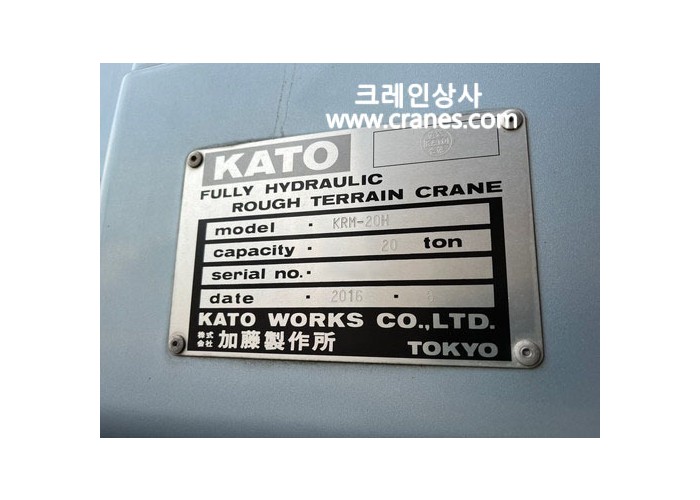 크레인상사
www.cranes.com
KATO
FULLY HYDRAULIC
ROUGH TERRAIN CRANE
model · KRM-20H
capacity · 20 ton
serial no. ·
date · 2016 ·
KATO WORKS CO.,LTD.
株式会社 加藤製作所 TOKYO